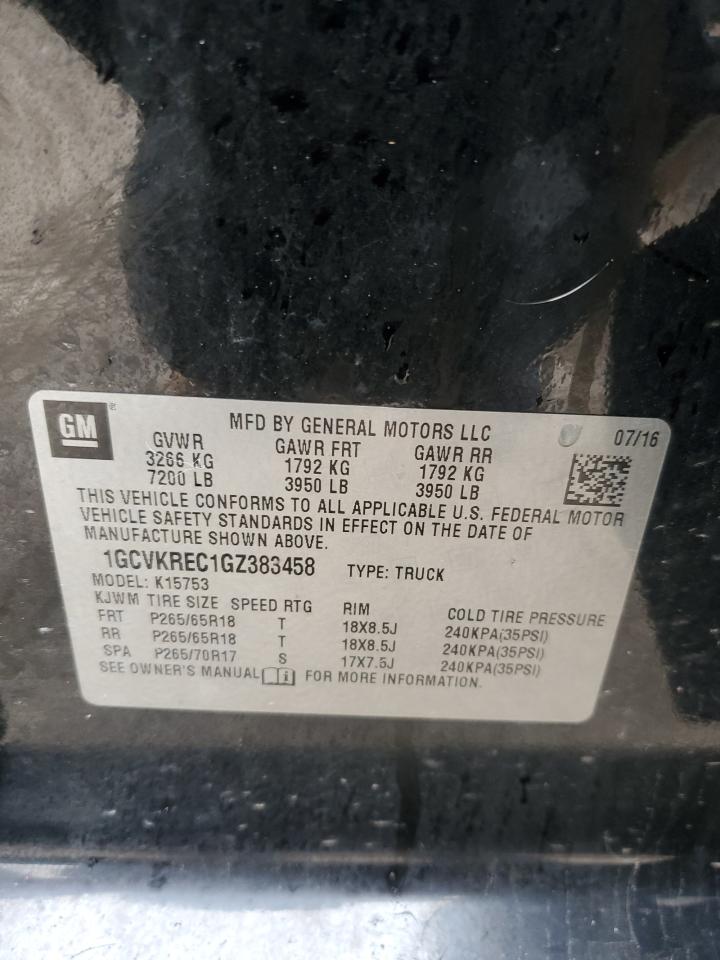 GM ®
MFD BY GENERAL MOTORS LLC 07/16
GVWR GAWR FRT GAWR RR
3266 KG 1792 KG 1792 KG
7200 LB 3950 LB 3950 LB
THIS VEHICLE CONFORMS TO ALL APPLICABLE U.S. FEDERAL MOTOR
VEHICLE SAFETY STANDARDS IN EFFECT ON THE DATE OF
MANUFACTURE SHOWN ABOVE.
1GCVKREC1GZ383458 TYPE: TRUCK
MODEL: K15753
KJWM TIRE SIZE SPEED RTG RIM COLD TIRE PRESSURE
FRT P265/65R18 T 18X8.5J 240KPA(35PSI)
RR P265/65R18 T 18X8.5J 240KPA(35PSI)
SPA P265/70R17 S 17X7.5J 240KPA(35PSI)
SEE OWNER'S MANUAL i FOR MORE INFORMATION.